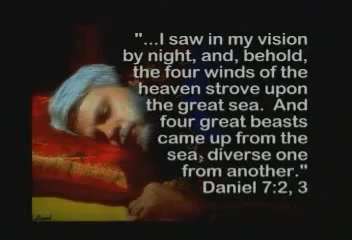 "...I saw in my vision
by night, and, behold,
the four winds of the
heaven strove upon
the great sea.  And
four great beasts
came up from the
sea, diverse one
from another."
Daniel 7:2, 3